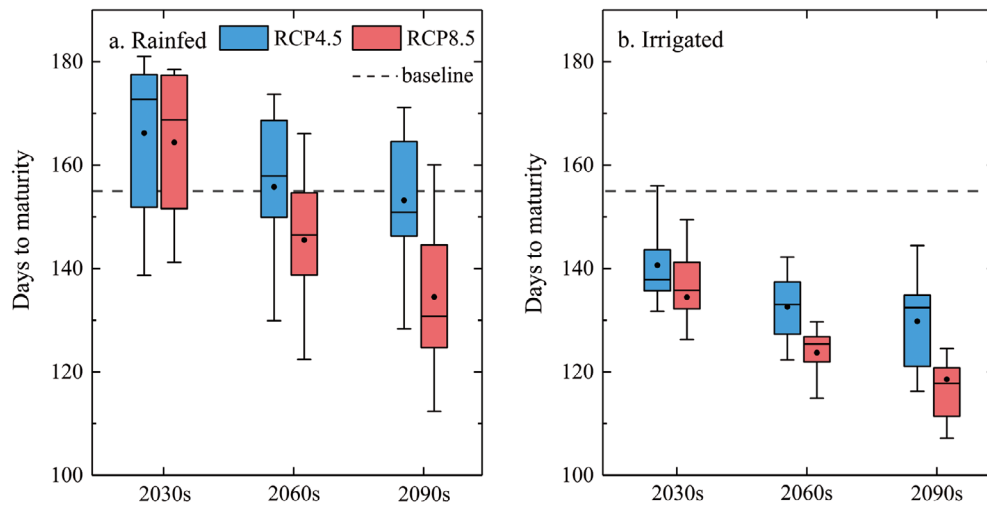 a. Rainfed
RCP4.5
RCP8.5
baseline
Days to maturity
180
160
140
120
100
2030s
2060s
2090s
b. Irrigated
Days to maturity
180
160
140
120
100
2030s
2060s
2090s